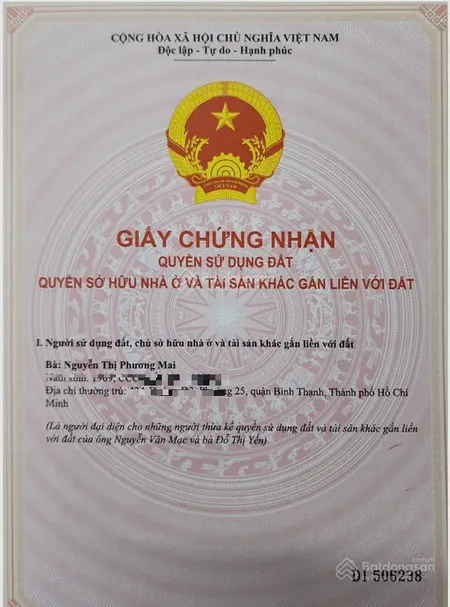 CỘNG HÒA XÃ HỘI CHỦ NGHĨA VIỆT NAM
Độc lập - Tự do - Hạnh phúc
VIỆT NAM
GIẤY CHỨNG NHẬN
QUYỀN SỬ DỤNG ĐẤT
QUYỀN SỞ HỮU NHÀ Ở VÀ TÀI SẢN KHÁC GẮN LIỀN VỚI ĐẤT
I. Người sử dụng đất, chủ sở hữu nhà ở và tài sản khác gắn liền với đất
Bà: Nguyễn Thị Phương Mai
Năm sinh: 1969,
Địa chỉ thường trú: 25, quận Bình Thạnh, Thành phố Hồ Chí
Minh
(Là người đại diện cho những người thừa kế quyền sử dụng đất và tài sản khác gắn liền
với đất của ông Nguyễn Văn Mạc và bà Đỗ Thị Yến)
Batdongsan
DI 506238